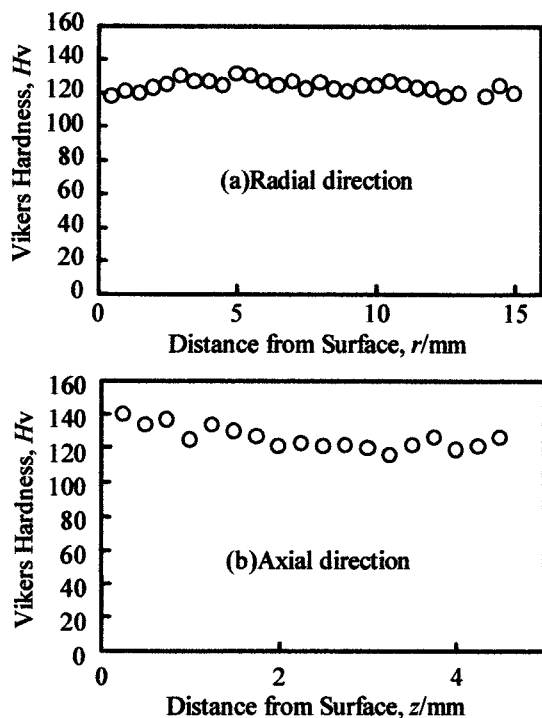 160
140
120
100
80
60
40
20
0
Vikers Hardness, Hv
(a)Radial direction
0 5 10 15
Distance from Surface, r/mm
160
140
120
100
80
60
40
20
0
Vikers Hardness, Hv
(b)Axial direction
2 4
Distance from Surface, z/mm